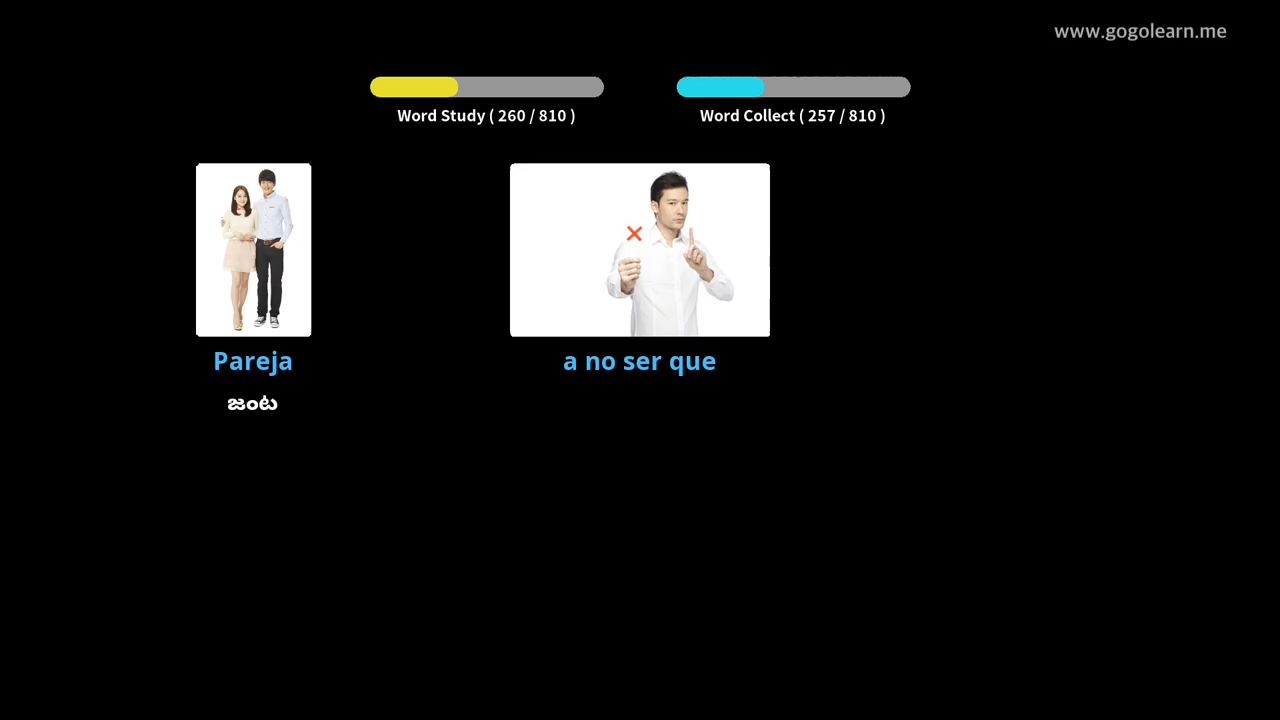 www.gogolearn.me
Word Study ( 260 / 810 )
Word Collect ( 257 / 810 )
Pareja
a no ser que
ಜಂಟ